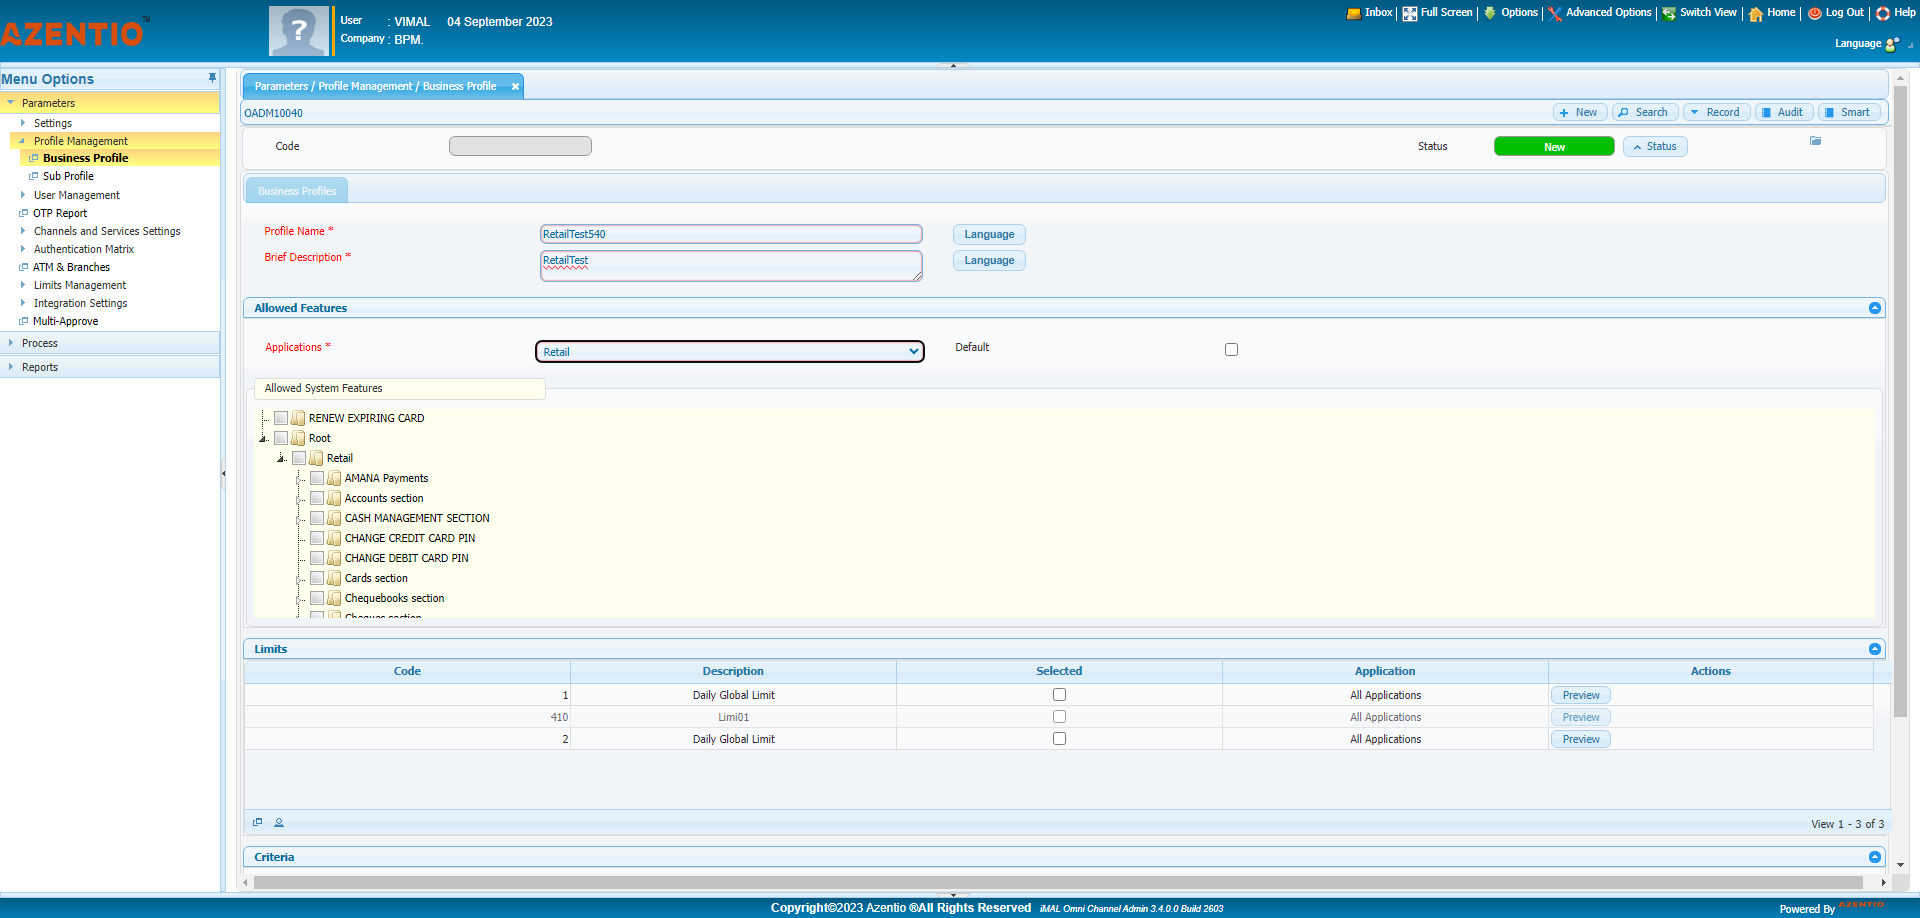 AZENTIO™
User : VIMAL 04 September 2023
Company : BPM.
Inbox Full Screen Options Advanced Options Switch View Home Log Out Help
Language
Menu Options
Parameters
Settings
Profile Management
Business Profile
Sub Profile
User Management
OTP Report
Channels and Services Settings
Authentication Matrix
ATM & Branches
Limits Management
Integration Settings
Multi-Approve
Process
Reports
Parameters / Profile Management / Business Profile
OADM10040
New Search Record Audit Smart
Code
Status New Status
Business Profiles
Profile Name * RetailTest540 Language
Brief Description * RetailTest Language
Allowed Features
Applications * Retail Default
Allowed System Features
RENEW EXPIRING CARD
Root
Retail
AMANA Payments
Accounts section
CASH MANAGEMENT SECTION
CHANGE CREDIT CARD PIN
CHANGE DEBIT CARD PIN
Cards section
Chequebooks section
Cheques section
Limits
Code Description Selected Application Actions
1 Daily Global Limit All Applications Preview
410 Limi01 All Applications Preview
2 Daily Global Limit All Applications Preview
View 1 - 3 of 3
Criteria
Copyright©2023 Azentio ®All Rights Reserved iMAL Omni Channel Admin 3.4.0.0 Build 2603
Powered By AZENTIO